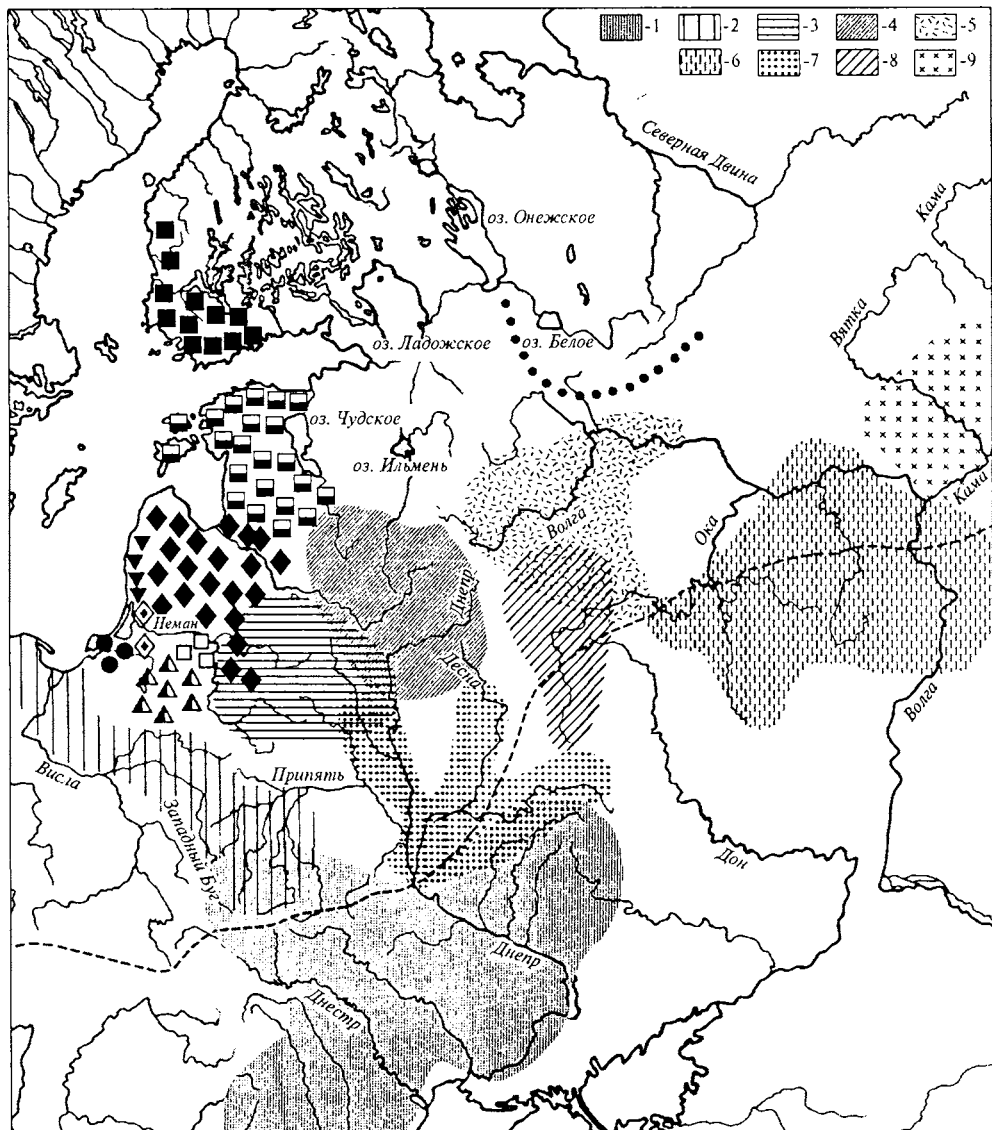 -1 -2 -3 -4 -5
-6 -7 -8 -9
Северная Двина
Кама
оз. Онежское
Вятка
оз. Ладожское
оз. Белое
оз. Чудское
оз. Ильмень
Кама
Волга
Ока
Днепр
Неман
Десна
Волга
Висла
Припять
Западный Буг
Дон
Днепр
Днестр